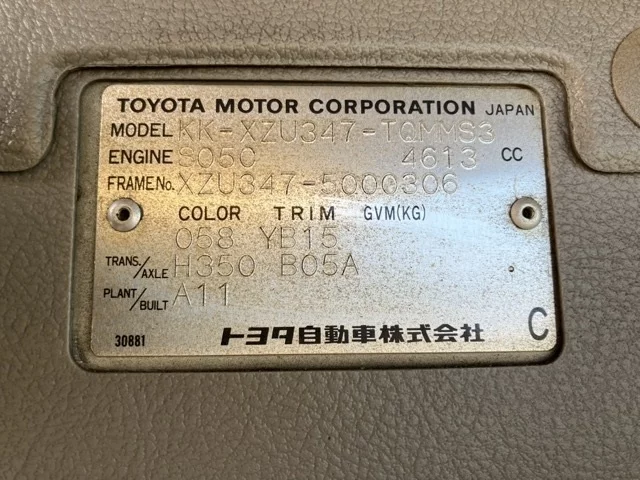 TOYOTA MOTOR CORPORATION JAPAN
MODEL KK-XZU347-TQMMS3
ENGINE S05C 4613 CC
FRAME No. XZU347-5000306
COLOR TRIM GVM(KG)
058 YB15
TRANS./AXLE H350 B05A
PLANT/BUILT A11
30881 トヨタ自動車株式会社 C